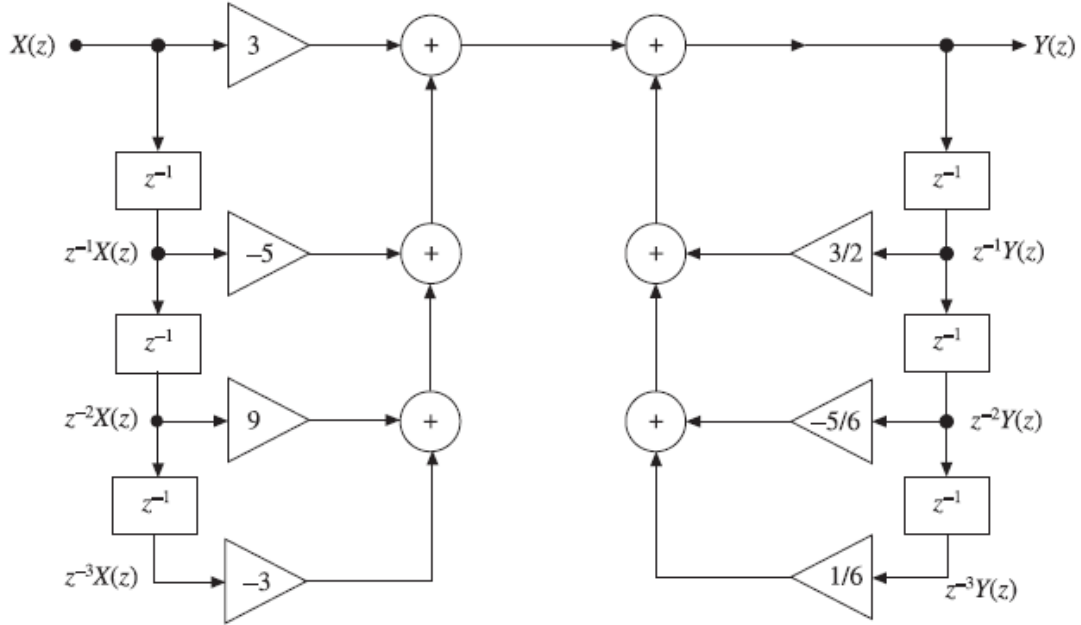 X(z) 3 + + Y(z)
z⁻¹ z⁻¹
z⁻¹X(z) –5 + + 3/2 z⁻¹Y(z)
z⁻¹ z⁻¹
z⁻²X(z) 9 + + –5/6 z⁻²Y(z)
z⁻¹ z⁻¹
z⁻³X(z) –3 1/6 z⁻³Y(z)